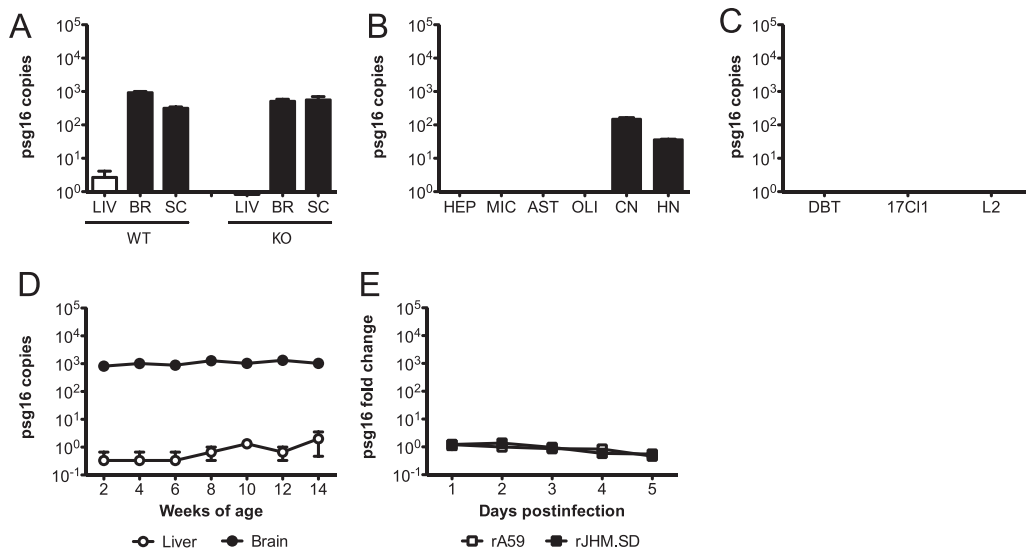 A
psg16 copies
10^5
10^4
10^3
10^2
10^1
10^0
LIV BR SC LIV BR SC
WT KO
B
psg16 copies
10^5
10^4
10^3
10^2
10^1
10^0
HEP MIC AST OLI CN HN
C
psg16 copies
10^5
10^4
10^3
10^2
10^1
10^0
DBT 17Cl1 L2
D
psg16 copies
10^5
10^4
10^3
10^2
10^1
10^0
10^-1
2 4 6 8 10 12 14
Weeks of age
Liver Brain
E
psg16 fold change
10^5
10^4
10^3
10^2
10^1
10^0
10^-1
1 2 3 4 5
Days postinfection
rA59 rJHM.SD